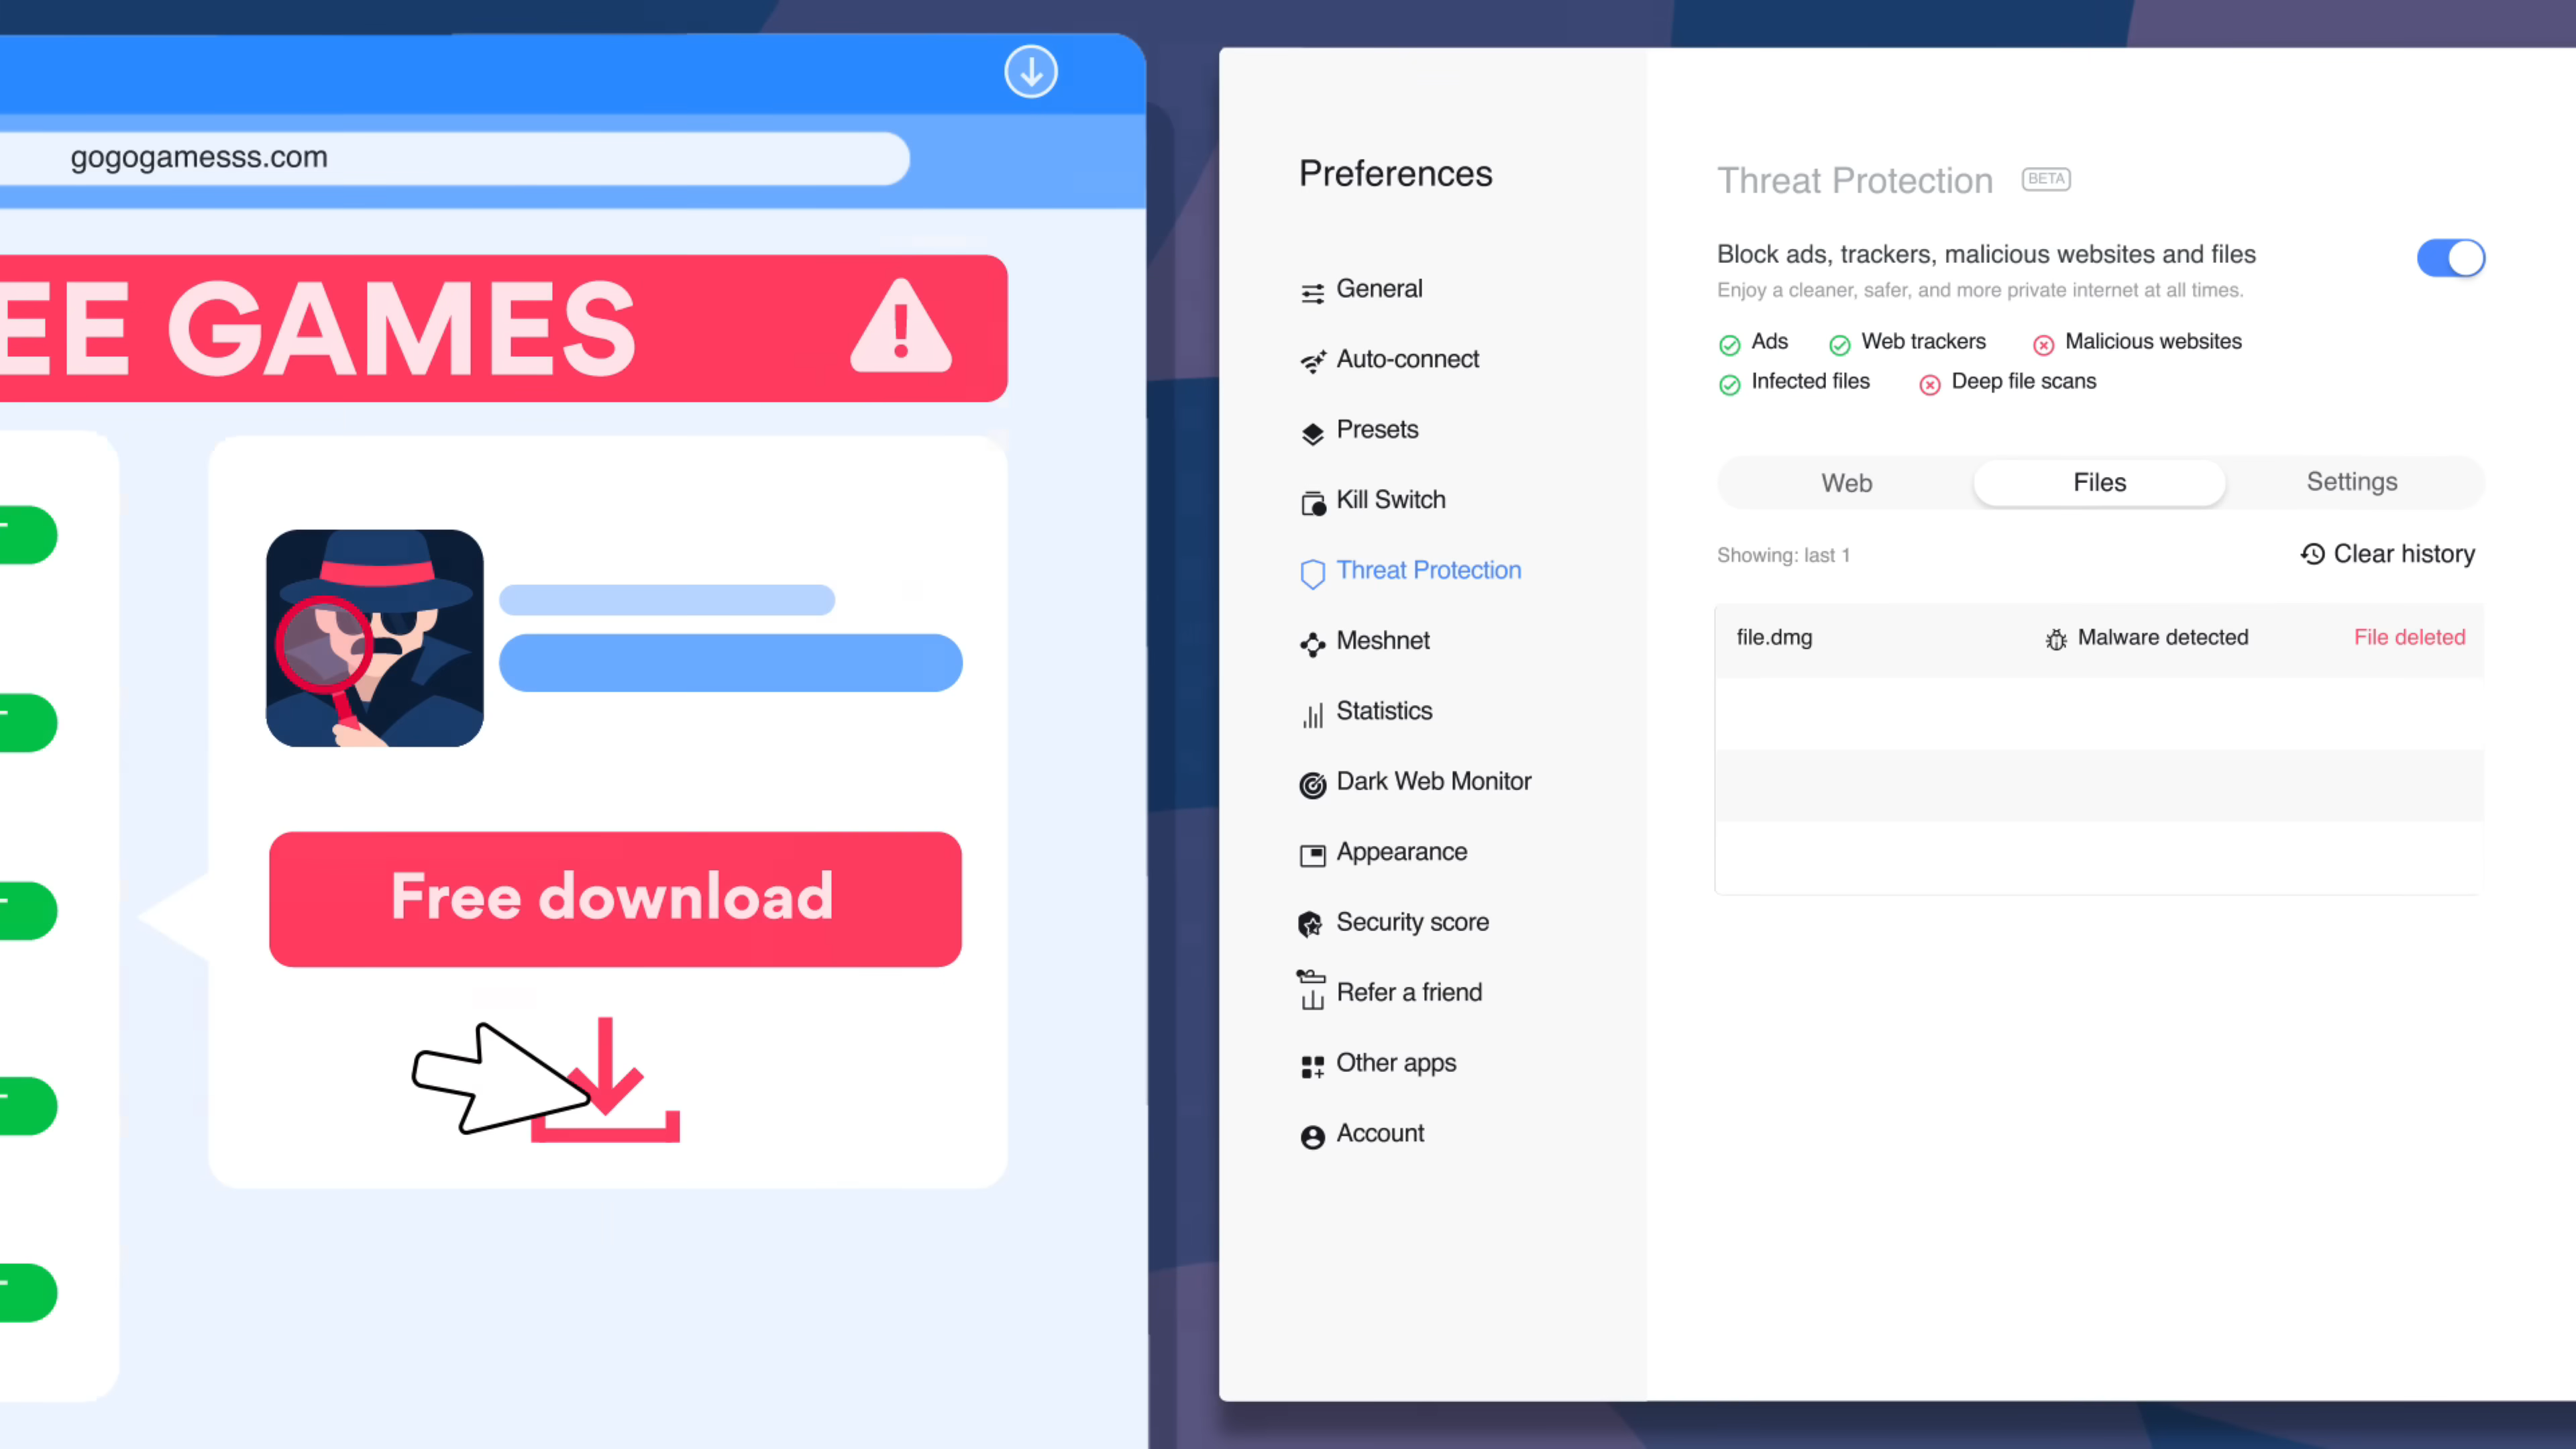 gogogamesss.com
EE GAMES
Free download
Preferences
General
Auto-connect
Presets
Kill Switch
Threat Protection
Meshnet
Statistics
Dark Web Monitor
Appearance
Security score
Refer a friend
Other apps
Account
Threat Protection BETA
Block ads, trackers, malicious websites and files
Enjoy a cleaner, safer, and more private internet at all times.
Ads Web trackers Malicious websites
Infected files Deep file scans
Web Files Settings
Showing: last 1 Clear history
file.dmg Malware detected File deleted